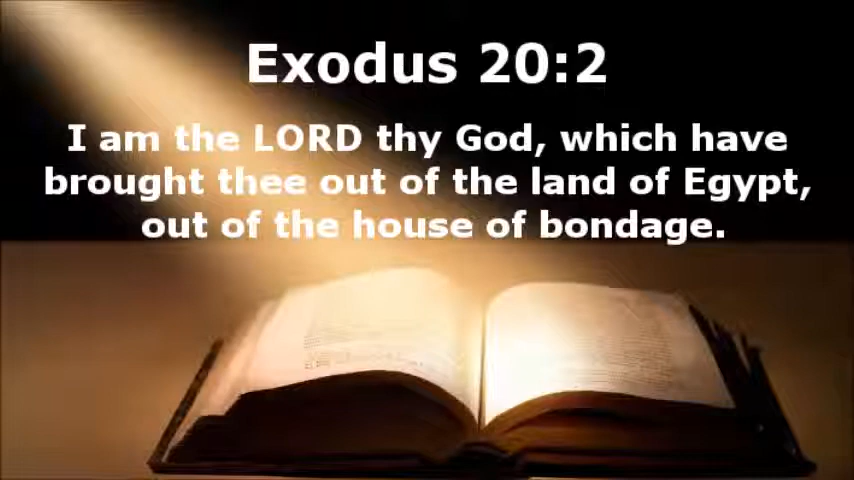 Exodus 20:2
I am the LORD thy God, which have
brought thee out of the land of Egypt,
out of the house of bondage.